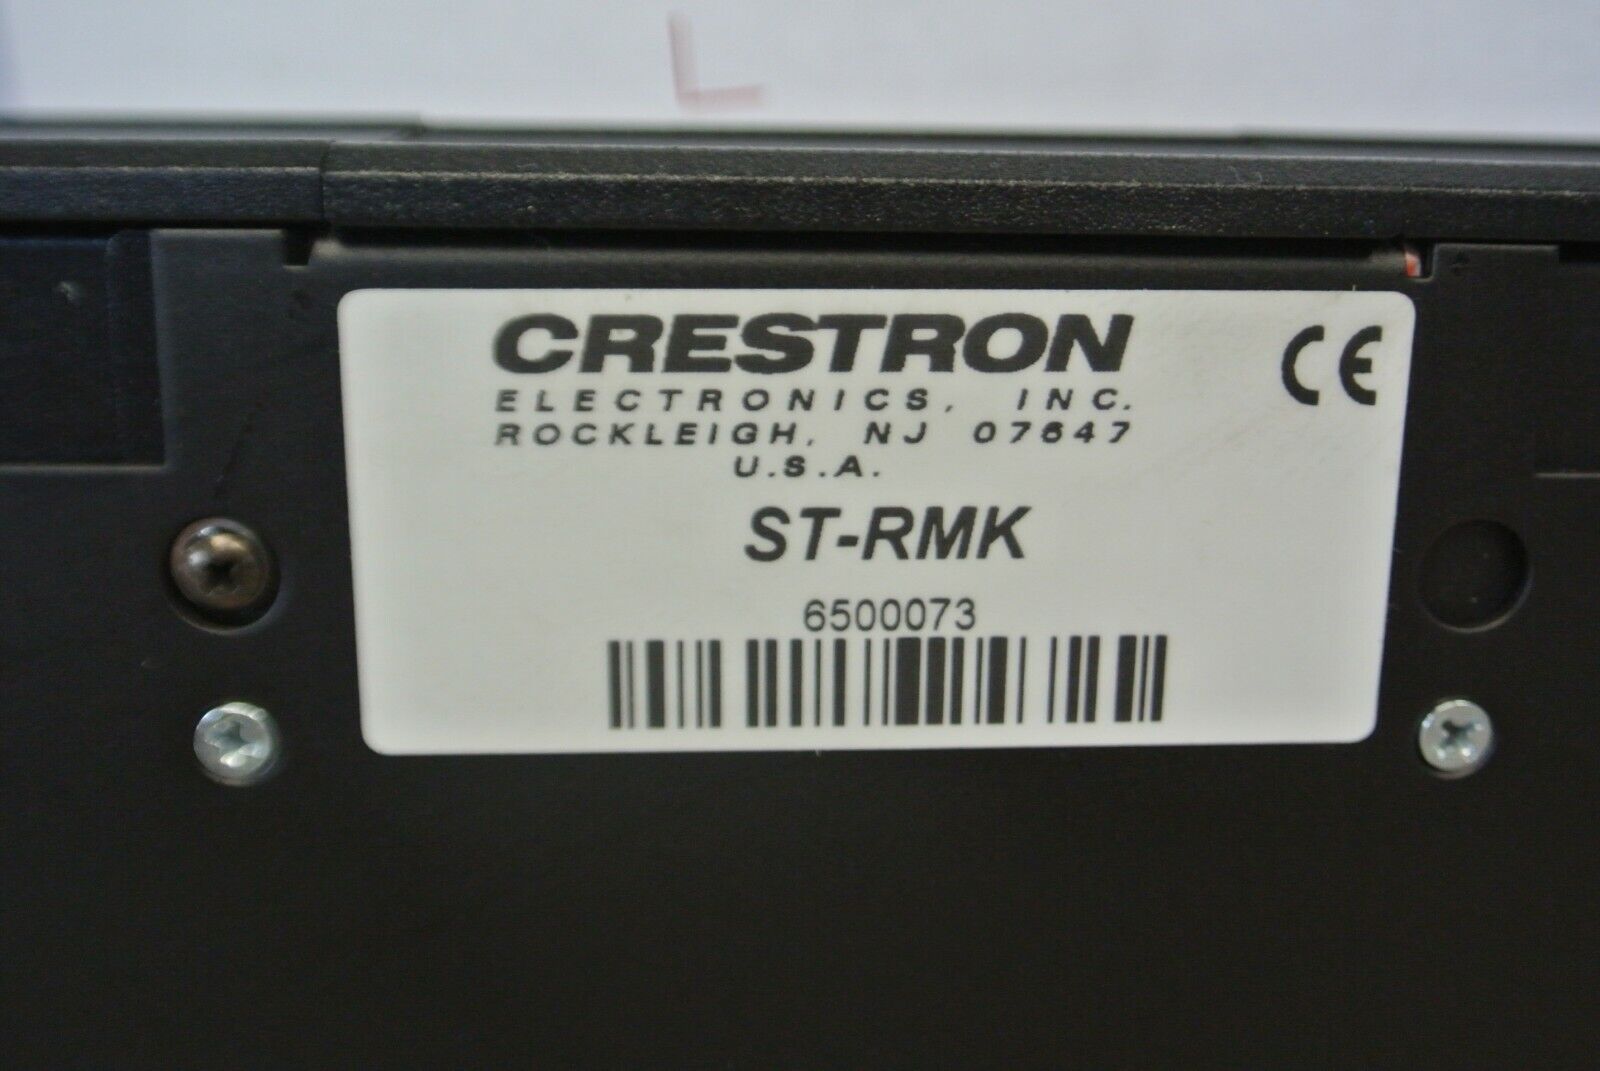 CRESTRON
ELECTRONICS, INC.
ROCKLEIGH, NJ 07647
U.S.A.
CE
ST-RMK
6500073